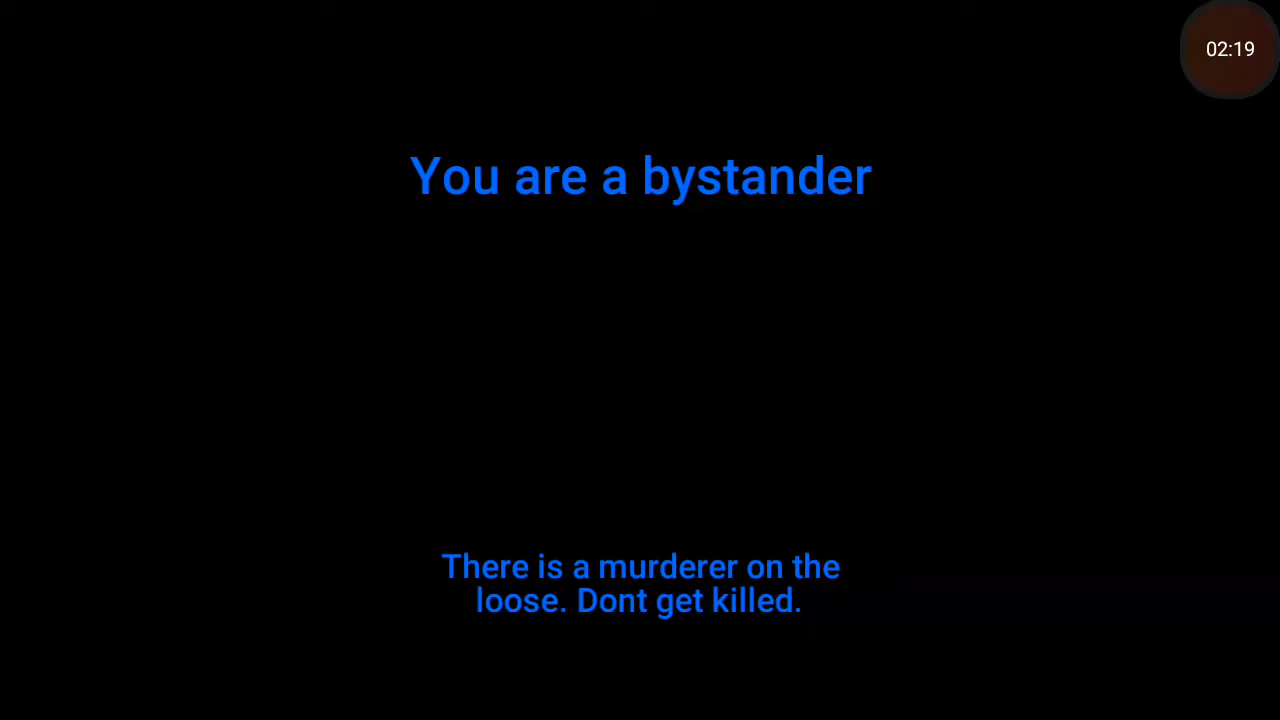 02:19
You are a bystander
There is a murderer on the
loose. Dont get killed.